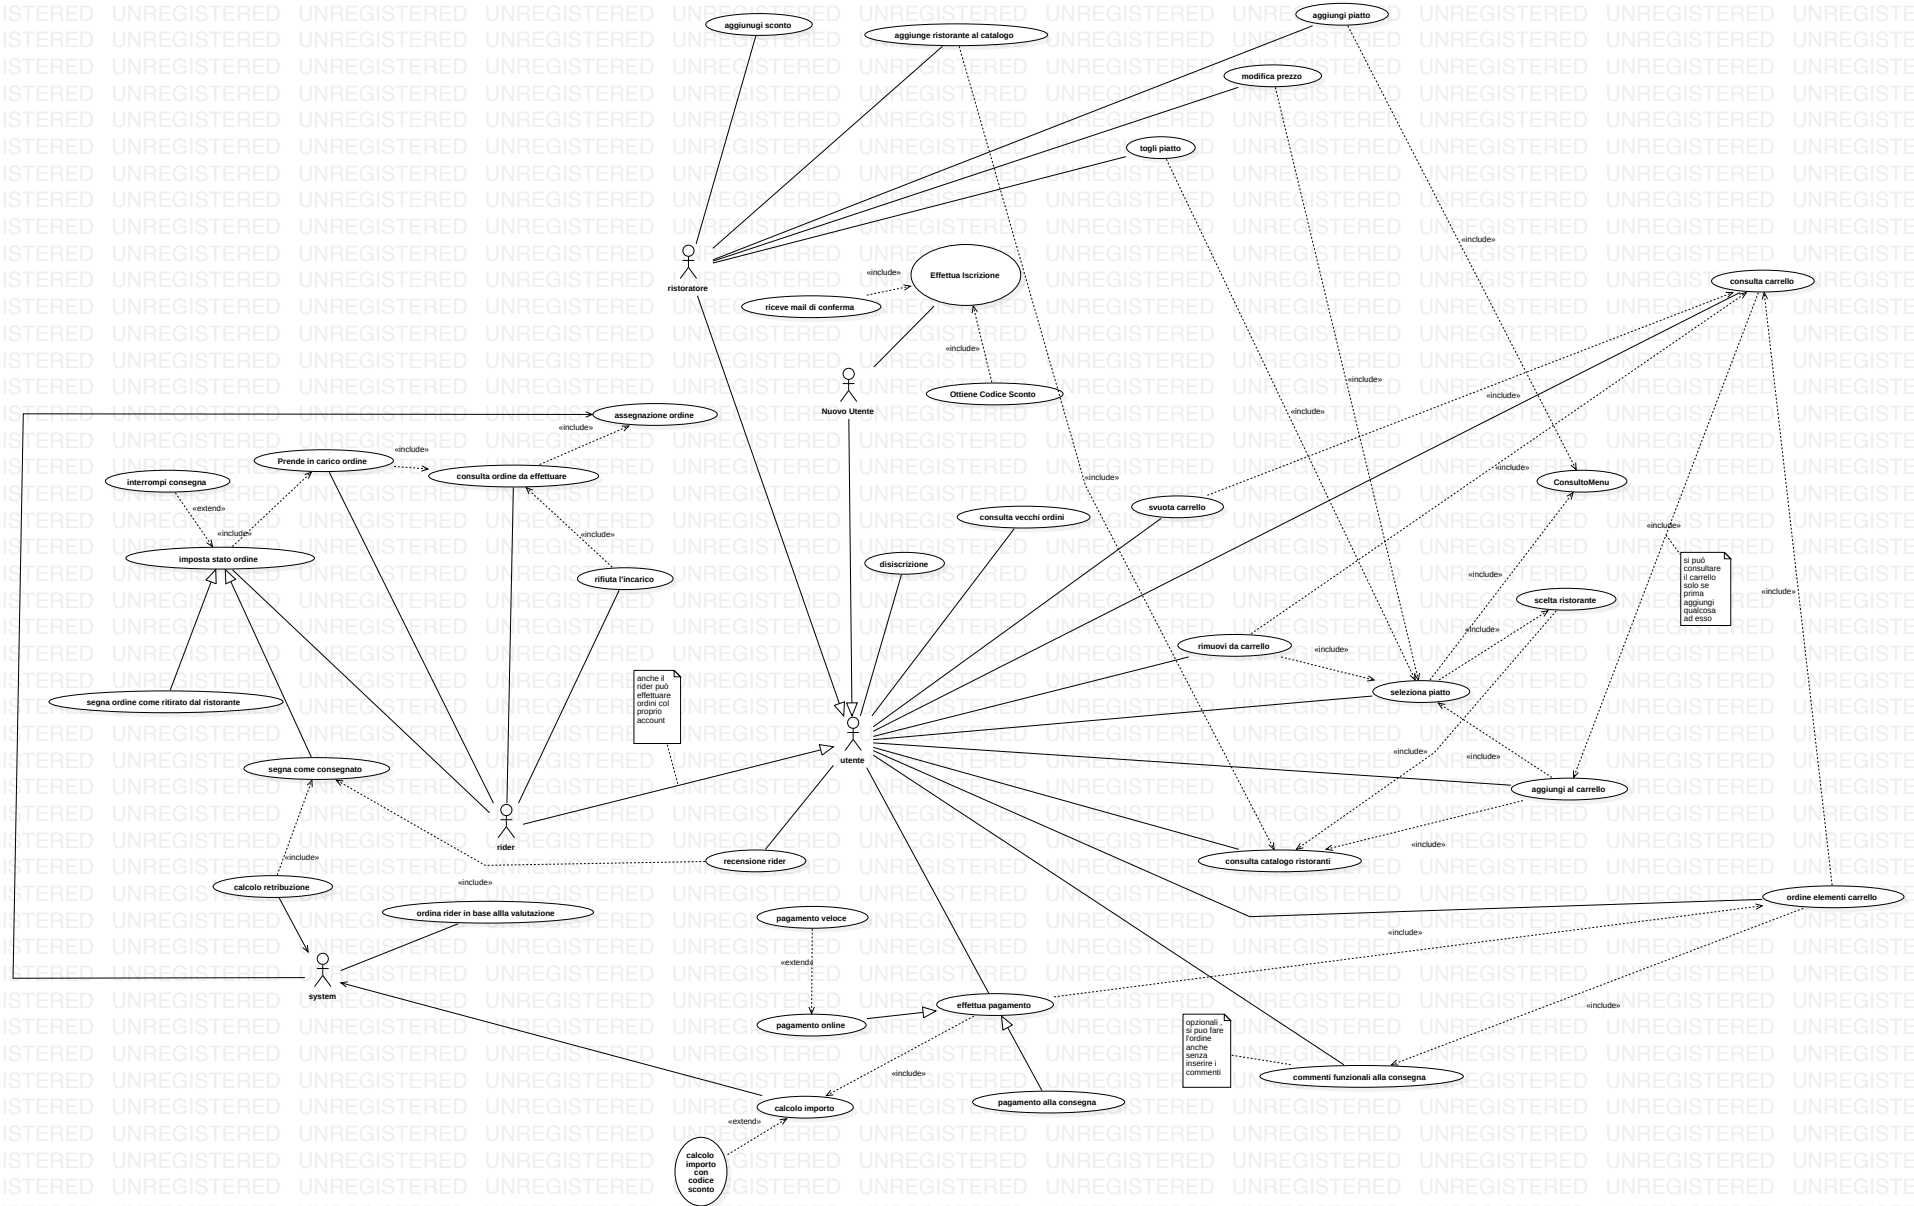 aggiungi piatto
aggiunugi sconto
aggiunge ristorante al catalogo
modifica prezzo
togli piatto
«include»
ristoratore
«include»
Effettua Iscrizione
riceve mail di conferma
consulta carrello
«include»
Nuovo Utente
Ottiene Codice Sconto
«include»
«include»
«include»
assegnazione ordine
«include»
«include»
Prende in carico ordine
consulta ordine da effettuare
interrompi consegna
«extend»
«include»
«include»
«include»
ConsultoMenu
svuota carrello
consulta vecchi ordini
«include»
«include»
imposta stato ordine
rifiuta l'incarico
disiscrizione
si può
consultare
il carrello
solo se
prima
aggiungi
qualcosa
ad esso
«include»
«include»
scelta ristorante
«include»
rimuovi da carrello
«include»
anche il
rider può
effettuare
ordini col
proprio
account
seleziona piatto
segna ordine come ritirato dal ristorante
utente
«include»
«include»
segna come consegnato
aggiungi al carrello
rider
«include»
«include»
recensione rider
consulta catalogo ristoranti
calcolo retribuzione
«include»
ordine elementi carrello
ordina rider in base allla valutazione
pagamento veloce
«include»
«extend»
system
effettua pagamento
«include»
pagamento online
opzionali ,
si puo fare
l'ordine
anche
senza
inserire i
commenti
«include»
commenti funzionali alla consegna
calcolo importo
pagamento alla consegna
«extend»
calcolo
importo
con
codice
sconto
UNREGISTERED